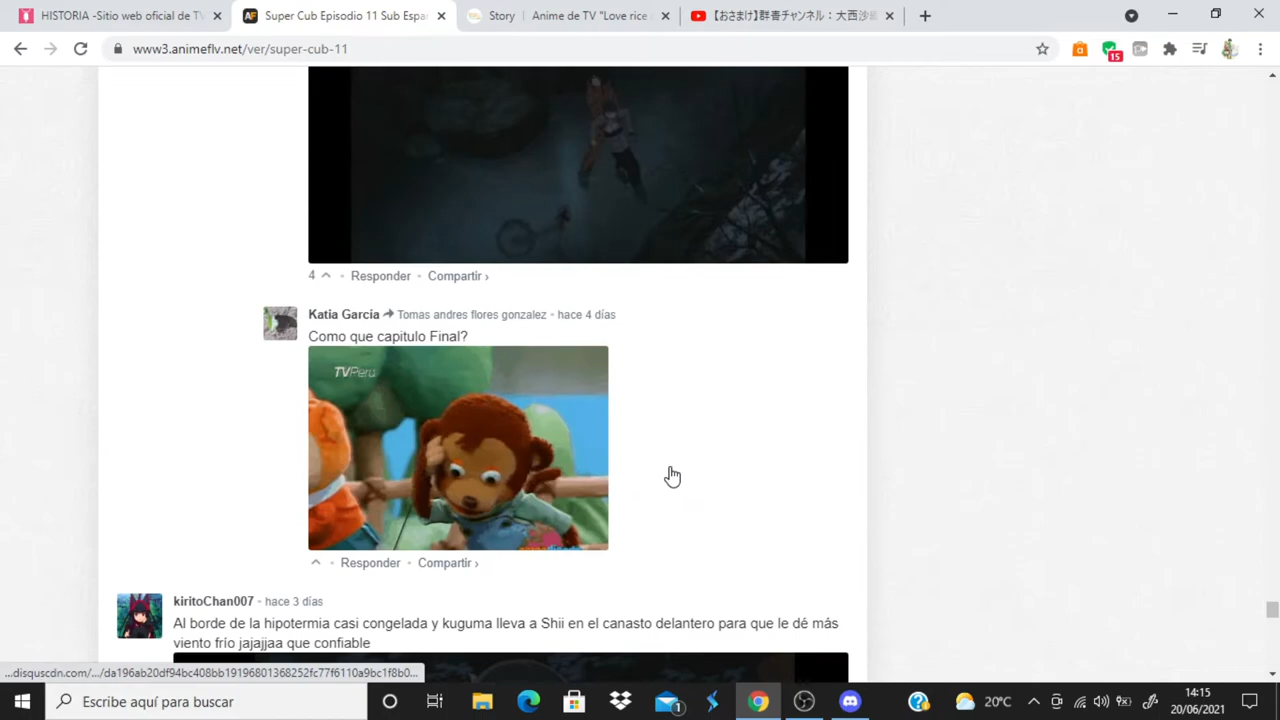 HISTORIA -Sitio web oficial de TV
Super Cub Episodio 11 Sub Espa
Story
Anime de TV "Love rice
【おさまけ】群青チャンネル:大西沙織
www3.animeflv.net/ver/super-cub-11
15
4
Responder
Compartir ›
Katia Garcia
Tomas andres flores gonzalez • hace 4 días
Como que capitulo Final?
TVPeru
Responder
Compartir ›
kiritoChan007 • hace 3 días
Al borde de la hipotermia casi congelada y kuguma lleva a Shii en el canasto delantero para que le dé más
viento frío jajajjaa que confiable
...disquscdn.com/.../da196ab20df94bc408bb19196801368252fc77f6110a9bc1f8b0...
Escribe aquí para buscar
1
20°C
14:15
20/06/2021